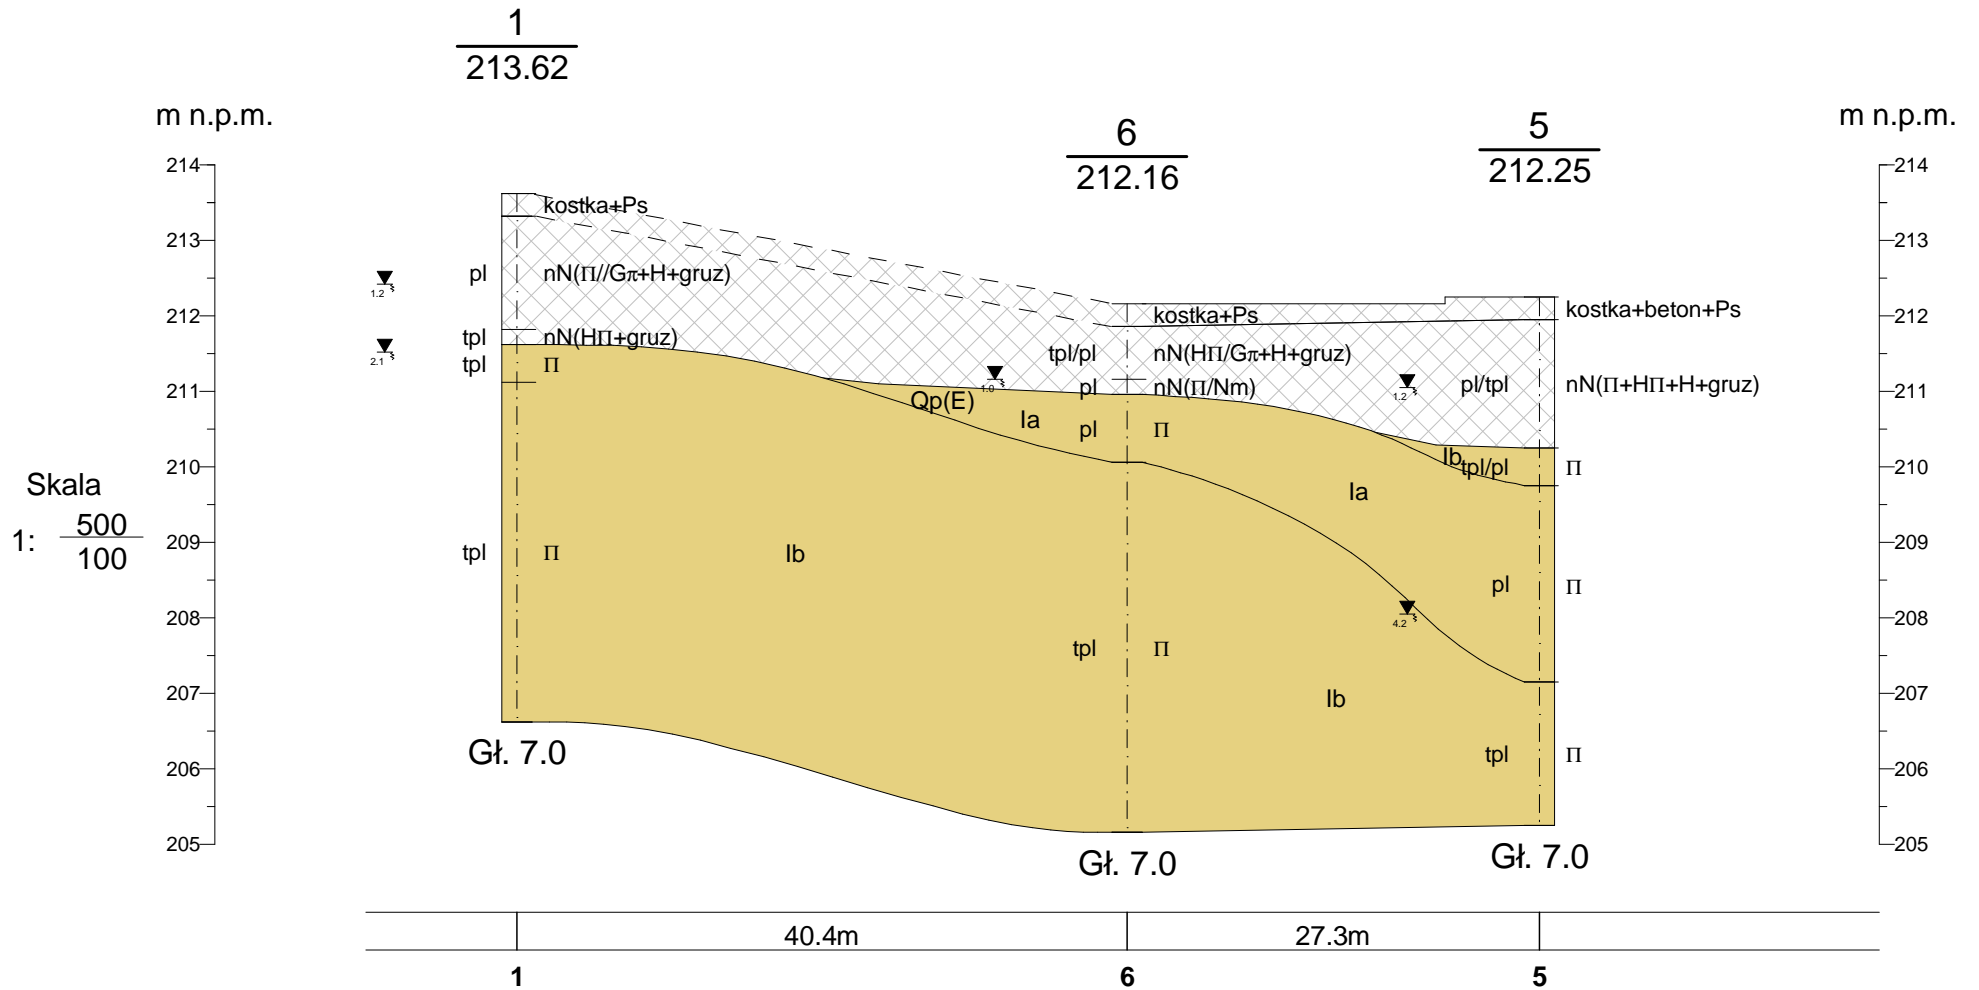 1
213.62
m n.p.m.
m n.p.m.
6
212.16
5
212.25
214
213
212
211
210
209
208
207
206
205
214
213
212
211
210
209
208
207
206
205
Skala
1: 500
100
kostka+Ps
pl nN(Π//Gπ+H+gruz)
1.2
tpl nN(HΠ+gruz)
2.1
tpl Π
tpl Π
Ib
Gł. 7.0
kostka+Ps
tpl/pl nN(HΠ/Gπ+H+gruz)
1.0
pl nN(Π/Nm)
Qp(E)
Ia
pl Π
tpl Π
Gł. 7.0
kostka+beton+Ps
1.2
pl/tpl nN(Π+HΠ+H+gruz)
Ib
tpl/pl Π
Ia
pl Π
4.2
Ib
tpl Π
Gł. 7.0
40.4m
27.3m
1
6
5